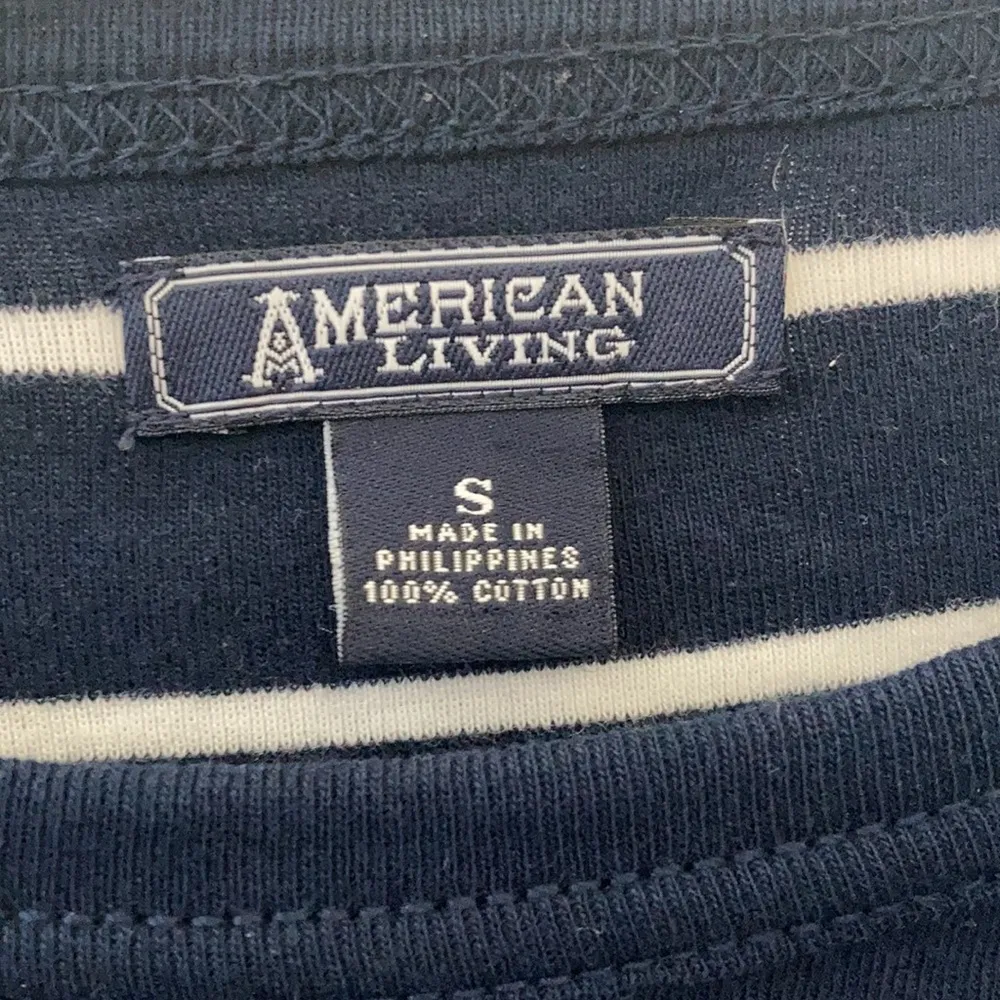 AMERICAN
LIVING
S
MADE IN
PHILIPPINES
100% COTTON